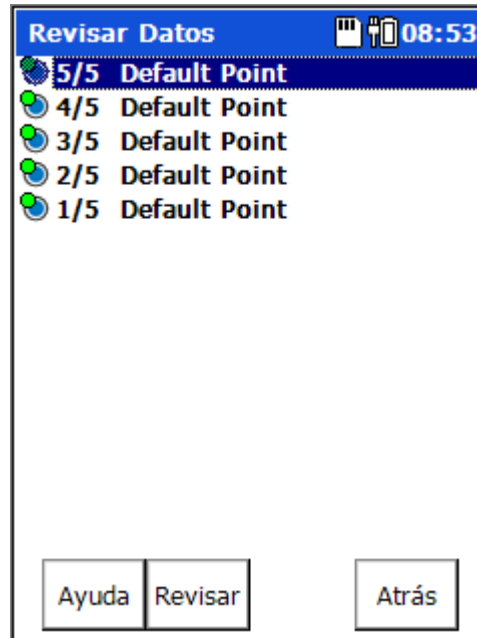 Revisar Datos 08:53
5/5 Default Point
4/5 Default Point
3/5 Default Point
2/5 Default Point
1/5 Default Point
Ayuda Revisar Atrás